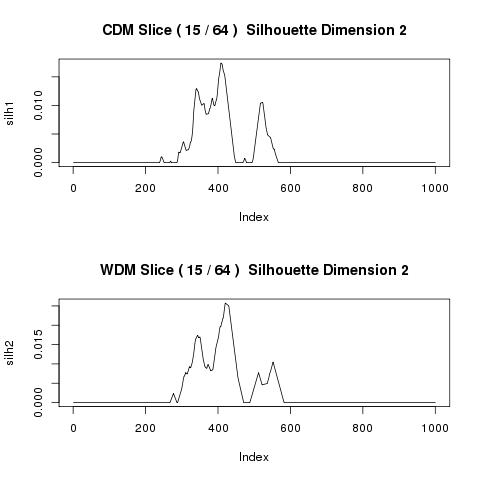 CDM Slice ( 15 / 64 )  Silhouette Dimension 2
silh1
0.010
0.000
0 200 400 600 800 1000
Index
WDM Slice ( 15 / 64 )  Silhouette Dimension 2
silh2
0.015
0.000
0 200 400 600 800 1000
Index